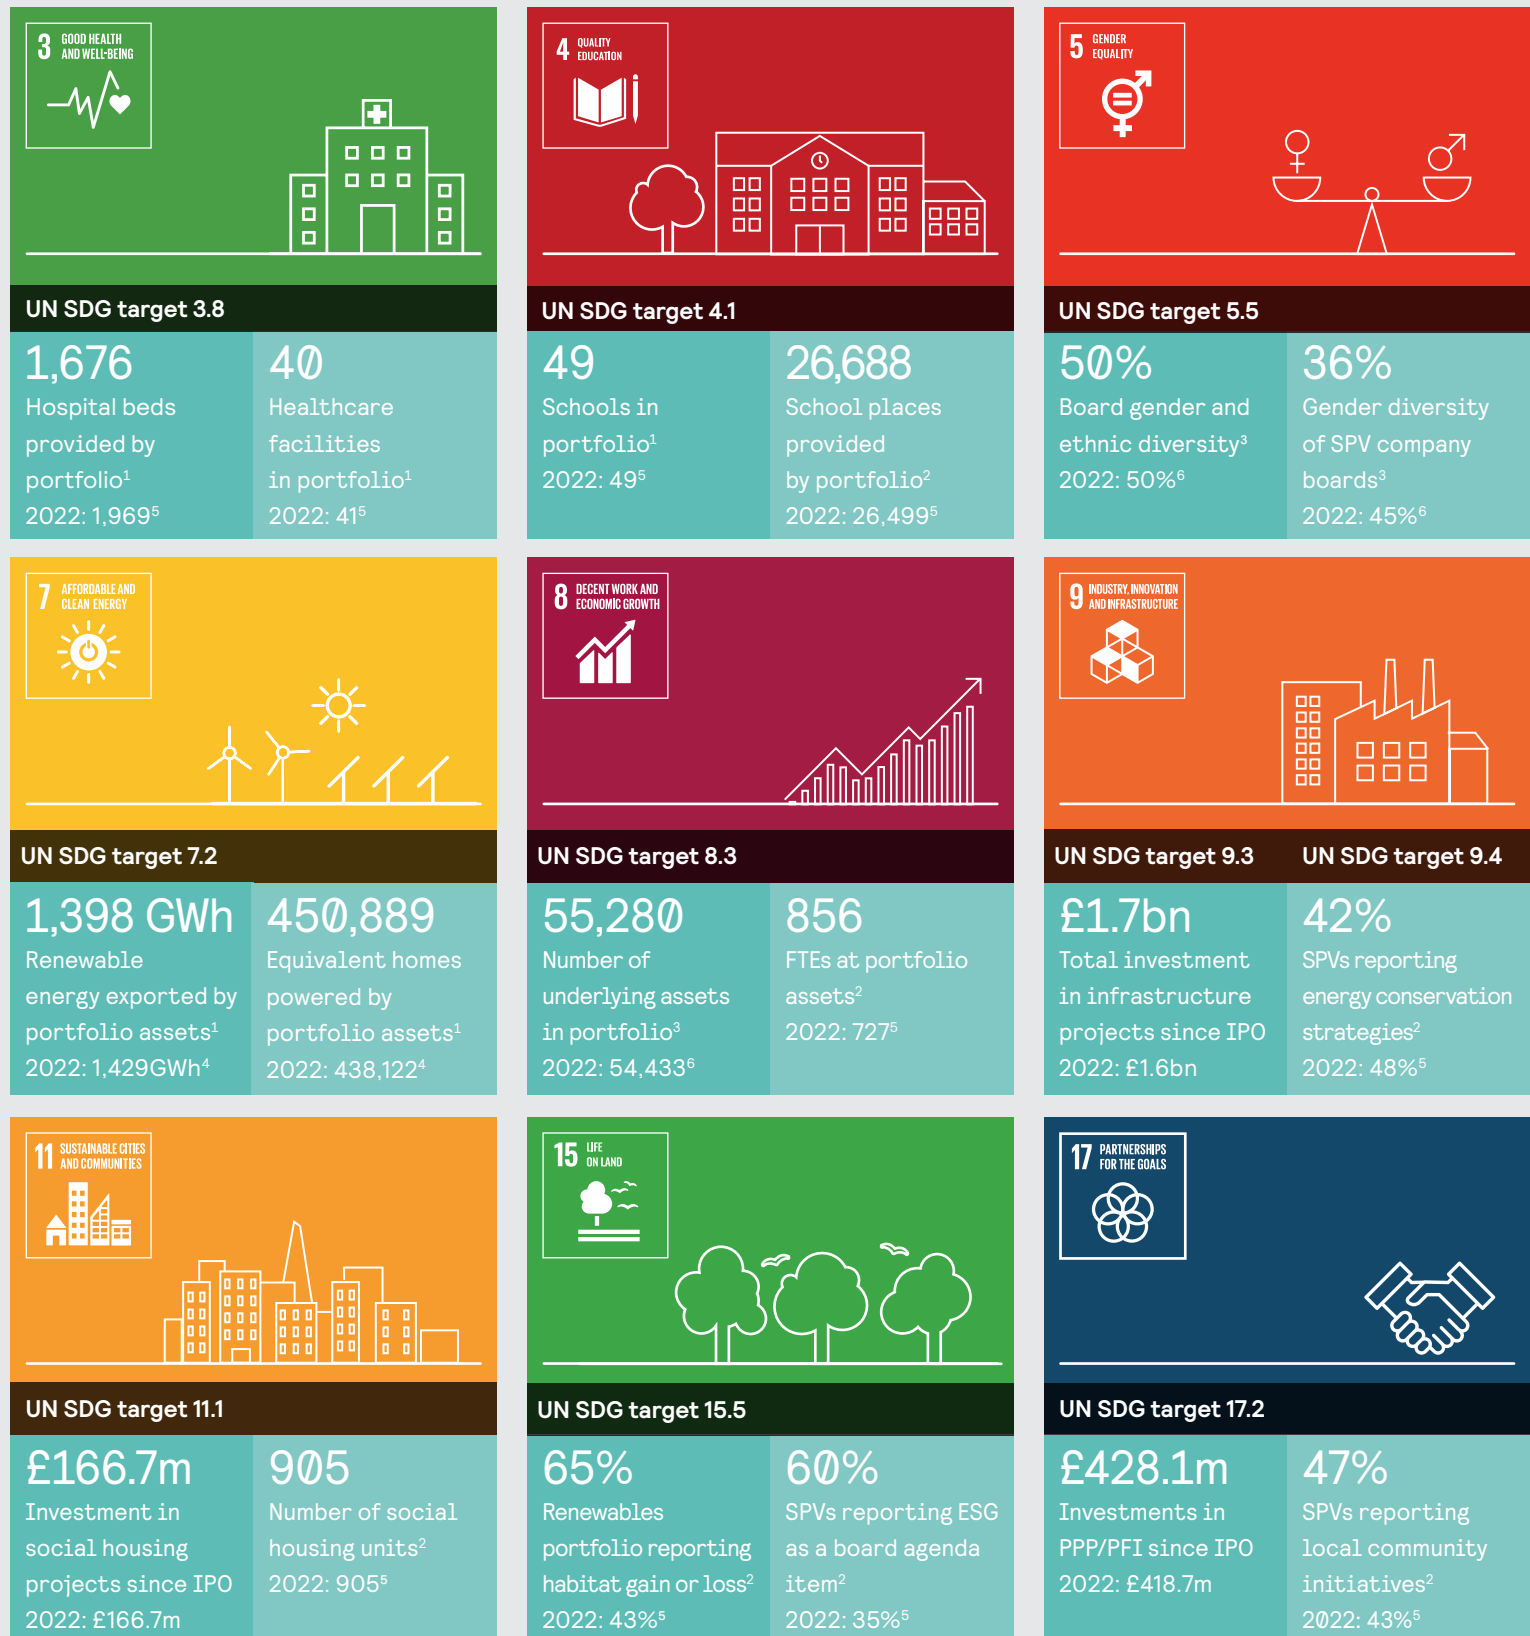 3 GOOD HEALTH
AND WELL-BEING
UN SDG target 3.8
1,676
Hospital beds
provided by
portfolio¹
2022: 1,969⁵
40
Healthcare
facilities
in portfolio¹
2022: 41⁵
4 QUALITY
EDUCATION
UN SDG target 4.1
49
Schools in
portfolio¹
2022: 49⁵
26,688
School places
provided
by portfolio²
2022: 26,499⁵
5 GENDER
EQUALITY
UN SDG target 5.5
50%
Board gender and
ethnic diversity³
2022: 50%⁶
36%
Gender diversity
of SPV company
boards³
2022: 45%⁶
7 AFFORDABLE AND
CLEAN ENERGY
UN SDG target 7.2
1,398 GWh
Renewable
energy exported by
portfolio assets¹
2022: 1,429GWh⁴
450,889
Equivalent homes
powered by
portfolio assets¹
2022: 438,122⁴
8 DECENT WORK AND
ECONOMIC GROWTH
UN SDG target 8.3
55,280
Number of
underlying assets
in portfolio³
2022: 54,433⁶
856
FTEs at portfolio
assets²
2022: 727⁵
9 INDUSTRY, INNOVATION
AND INFRASTRUCTURE
UN SDG target 9.3
£1.7bn
Total investment
in infrastructure
projects since IPO
2022: £1.6bn
UN SDG target 9.4
42%
SPVs reporting
energy conservation
strategies²
2022: 48%⁵
11 SUSTAINABLE CITIES
AND COMMUNITIES
UN SDG target 11.1
£166.7m
Investment in
social housing
projects since IPO
2022: £166.7m
905
Number of social
housing units²
2022: 905⁵
15 LIFE
ON LAND
UN SDG target 15.5
65%
Renewables
portfolio reporting
habitat gain or loss²
2022: 43%⁵
60%
SPVs reporting ESG
as a board agenda
item²
2022: 35%⁵
17 PARTNERSHIPS
FOR THE GOALS
UN SDG target 17.2
£428.1m
Investments in
PPP/PFI since IPO
2022: £418.7m
47%
SPVs reporting
local community
initiatives²
2022: 43%⁵